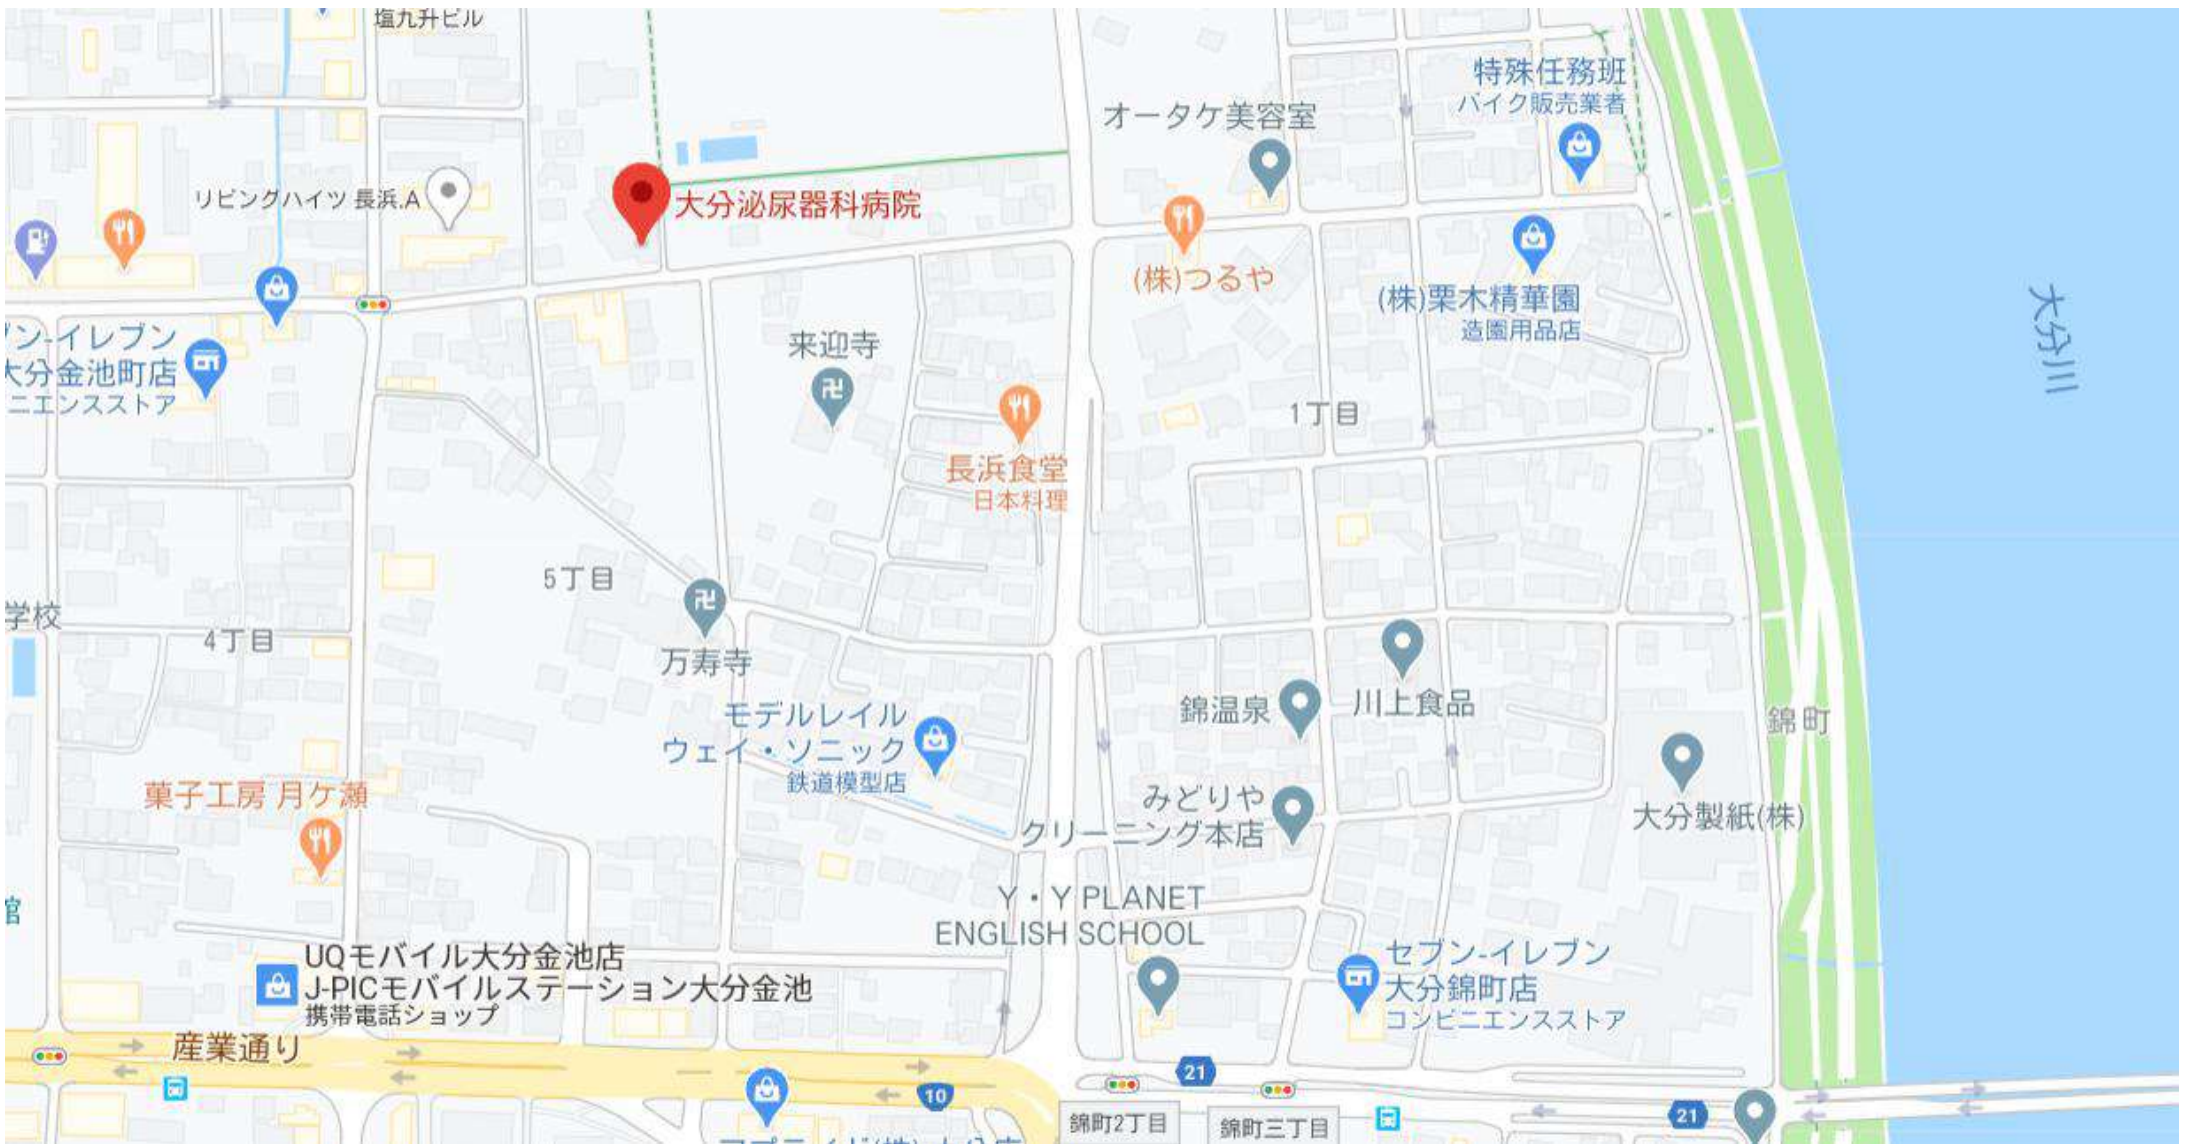 塩九升ビル
特殊任務班
バイク販売業者
オータケ美容室
リビングハイツ 長浜.A
大分泌尿器科病院
(株)つるや
(株)栗木精華園
造園用品店
大分川
ン-イレブン
大分金池町店
ニエンスストア
来迎寺
1丁目
長浜食堂
日本料理
5丁目
学校
4丁目
万寿寺
錦温泉
川上食品
錦町
モデルレイル
ウェイ・ソニック
鉄道模型店
菓子工房 月ケ瀬
みどりや
クリーニング本店
大分製紙(株)
館
Y・Y PLANET
ENGLISH SCHOOL
UQモバイル大分金池店
J-PICモバイルステーション大分金池
携帯電話ショップ
セブン-イレブン
大分錦町店
コンビニエンスストア
産業通り
21
10
21
錦町2丁目
錦町三丁目